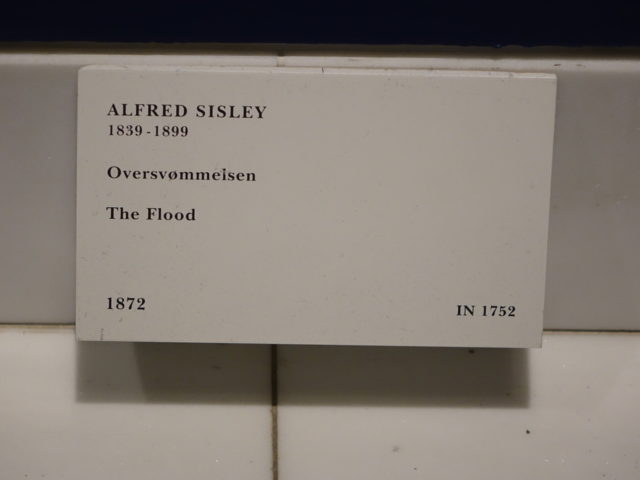 ALFRED SISLEY
1839 - 1899
Oversvømmelsen
The Flood
1872
IN 1752